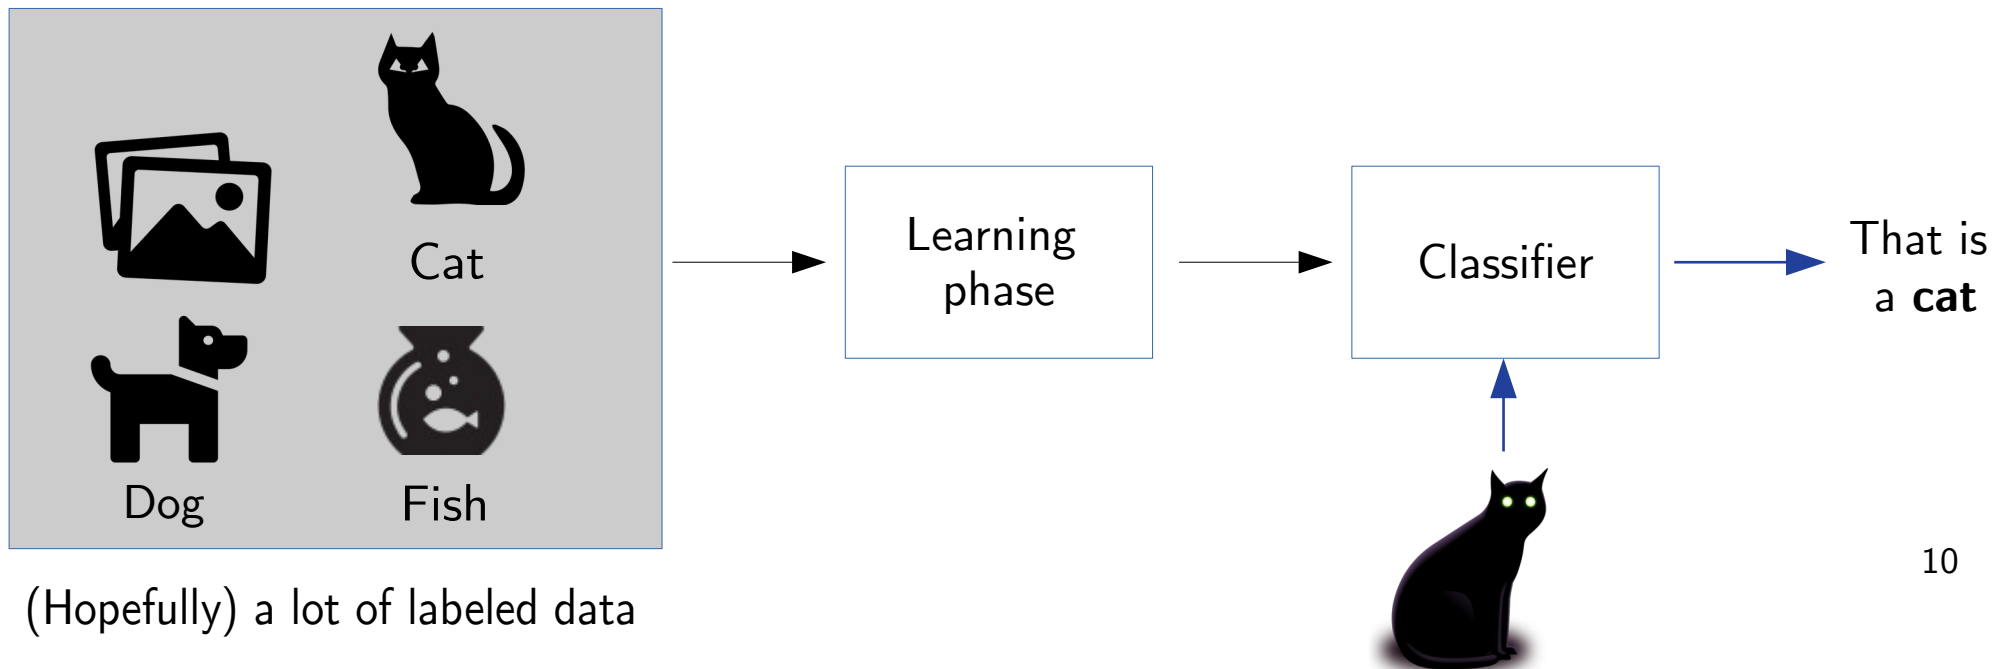 Cat
Dog
Fish
(Hopefully) a lot of labeled data
Learning
phase
Classifier
That is
a cat
10